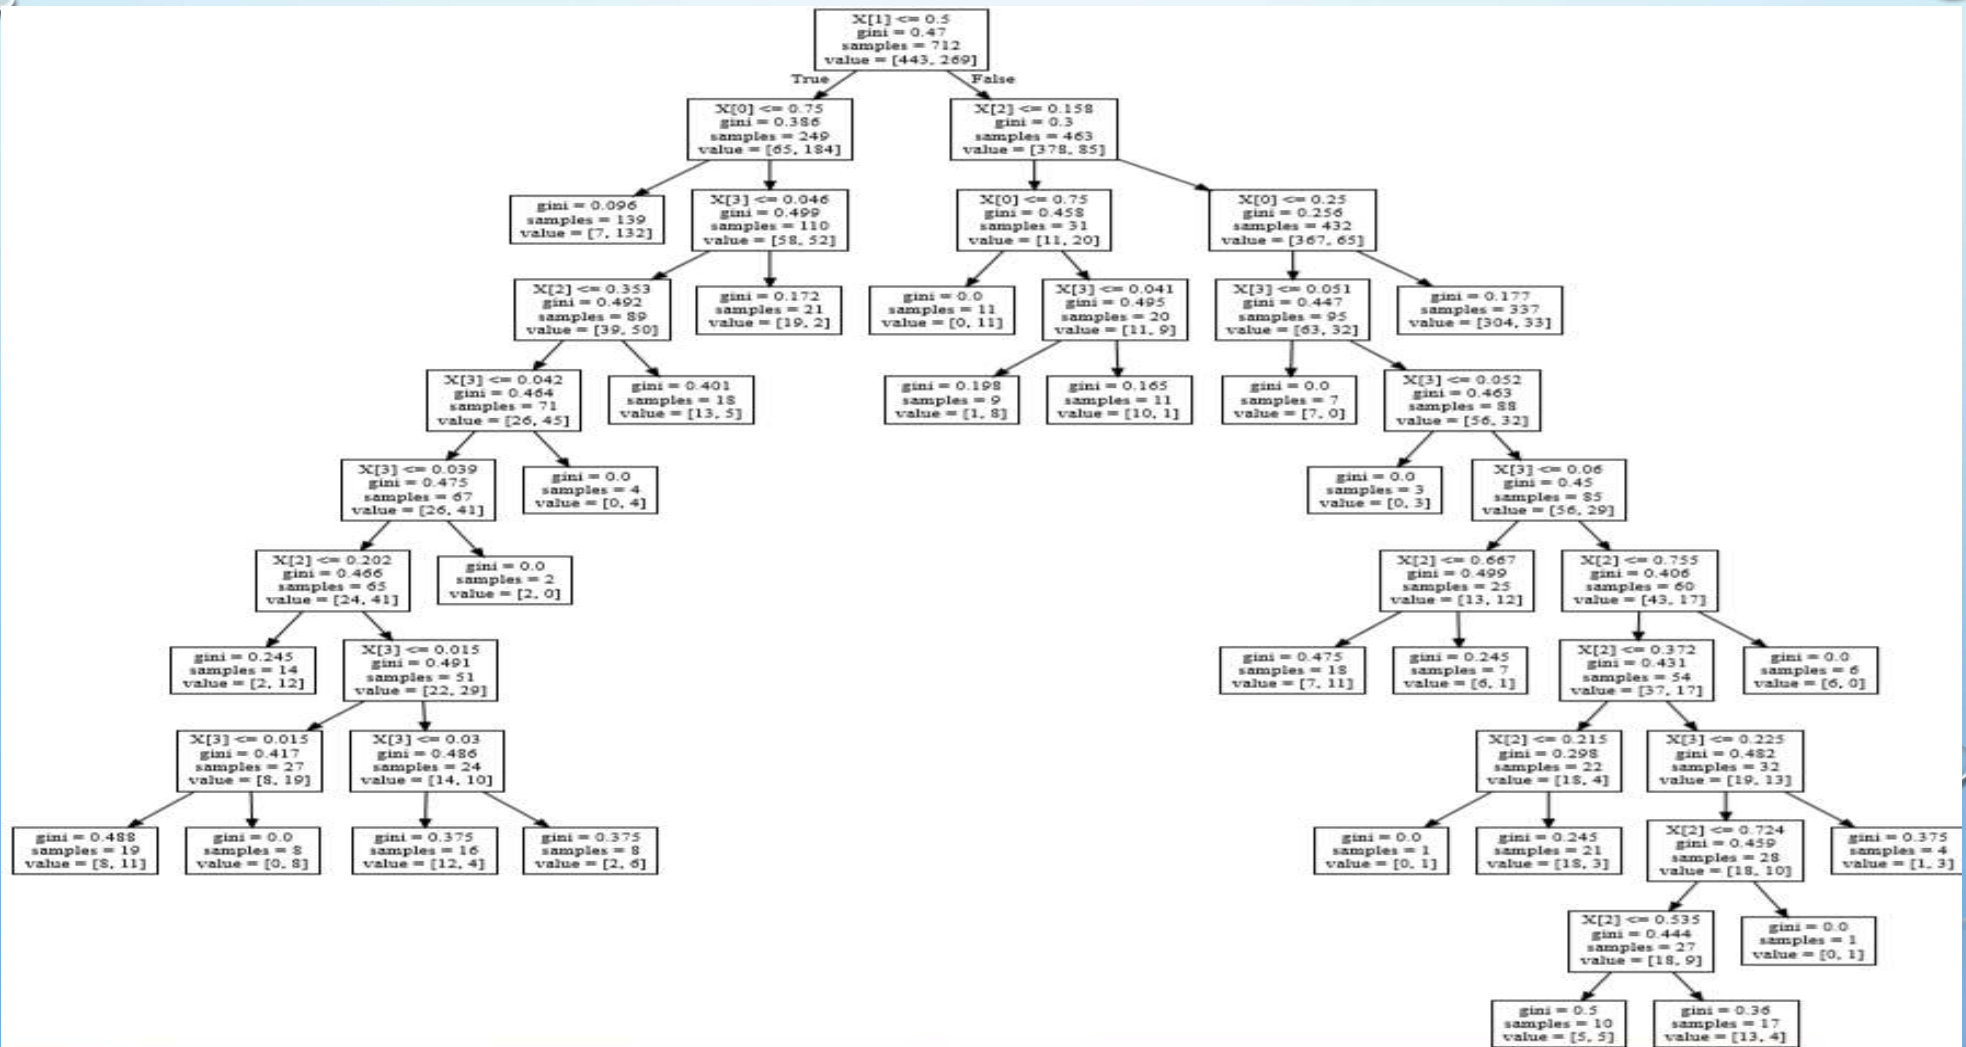 X[1] <= 0.5
gini = 0.47
samples = 712
value = [443, 269]
True
False
X[0] <= 0.75
gini = 0.386
samples = 249
value = [65, 184]
X[2] <= 0.158
gini = 0.3
samples = 463
value = [378, 85]
gini = 0.096
samples = 139
value = [7, 132]
X[3] <= 0.046
gini = 0.499
samples = 110
value = [58, 52]
X[0] <= 0.75
gini = 0.458
samples = 31
value = [11, 20]
X[0] <= 0.25
gini = 0.256
samples = 432
value = [367, 65]
X[2] <= 0.353
gini = 0.492
samples = 89
value = [39, 50]
gini = 0.172
samples = 21
value = [19, 2]
gini = 0.0
samples = 11
value = [0, 11]
X[3] <= 0.041
gini = 0.495
samples = 20
value = [11, 9]
X[3] <= 0.051
gini = 0.447
samples = 95
value = [63, 32]
gini = 0.177
samples = 337
value = [304, 33]
X[3] <= 0.042
gini = 0.464
samples = 71
value = [26, 45]
gini = 0.401
samples = 18
value = [13, 5]
gini = 0.198
samples = 9
value = [1, 8]
gini = 0.165
samples = 11
value = [10, 1]
gini = 0.0
samples = 7
value = [7, 0]
X[3] <= 0.052
gini = 0.463
samples = 88
value = [56, 32]
X[3] <= 0.039
gini = 0.475
samples = 67
value = [26, 41]
gini = 0.0
samples = 4
value = [0, 4]
gini = 0.0
samples = 3
value = [0, 3]
X[3] <= 0.06
gini = 0.45
samples = 85
value = [56, 29]
X[2] <= 0.202
gini = 0.466
samples = 65
value = [24, 41]
gini = 0.0
samples = 2
value = [2, 0]
X[2] <= 0.667
gini = 0.499
samples = 25
value = [13, 12]
X[2] <= 0.755
gini = 0.406
samples = 60
value = [43, 17]
gini = 0.245
samples = 14
value = [2, 12]
X[3] <= 0.015
gini = 0.491
samples = 51
value = [22, 29]
gini = 0.475
samples = 18
value = [7, 11]
gini = 0.245
samples = 7
value = [6, 1]
X[2] <= 0.372
gini = 0.431
samples = 54
value = [37, 17]
gini = 0.0
samples = 6
value = [6, 0]
X[3] <= 0.015
gini = 0.417
samples = 27
value = [8, 19]
X[3] <= 0.03
gini = 0.486
samples = 24
value = [14, 10]
X[2] <= 0.215
gini = 0.298
samples = 22
value = [18, 4]
X[3] <= 0.225
gini = 0.482
samples = 32
value = [19, 13]
gini = 0.488
samples = 19
value = [8, 11]
gini = 0.0
samples = 8
value = [0, 8]
gini = 0.375
samples = 16
value = [12, 4]
gini = 0.375
samples = 8
value = [2, 6]
gini = 0.0
samples = 1
value = [0, 1]
gini = 0.245
samples = 21
value = [18, 3]
X[2] <= 0.724
gini = 0.459
samples = 28
value = [18, 10]
gini = 0.375
samples = 4
value = [1, 3]
X[2] <= 0.535
gini = 0.444
samples = 27
value = [18, 9]
gini = 0.0
samples = 1
value = [0, 1]
gini = 0.5
samples = 10
value = [5, 5]
gini = 0.36
samples = 17
value = [13, 4]